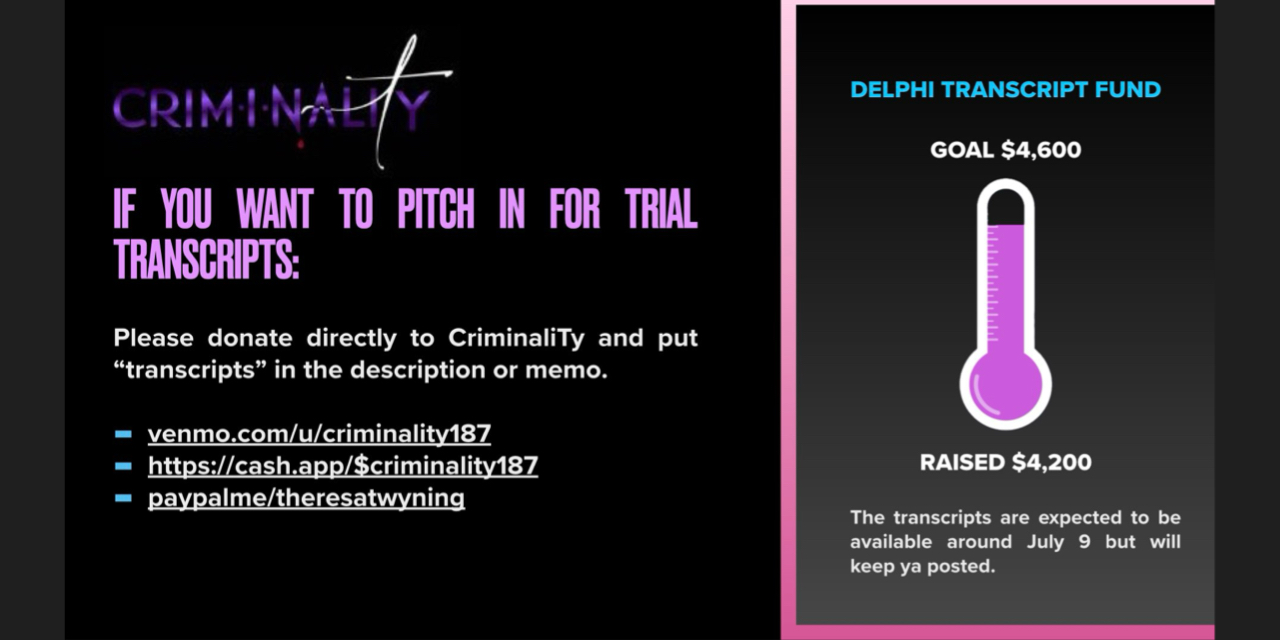 CRIMINALITY
IF YOU WANT TO PITCH IN FOR TRIAL
TRANSCRIPTS:
Please donate directly to CriminaliTy and put
“transcripts” in the description or memo.
venmo.com/u/criminality187
https://cash.app/$criminality187
paypalme/theresatwyning
DELPHI TRANSCRIPT FUND
GOAL $4,600
RAISED $4,200
The transcripts are expected to be
available around July 9 but will
keep ya posted.